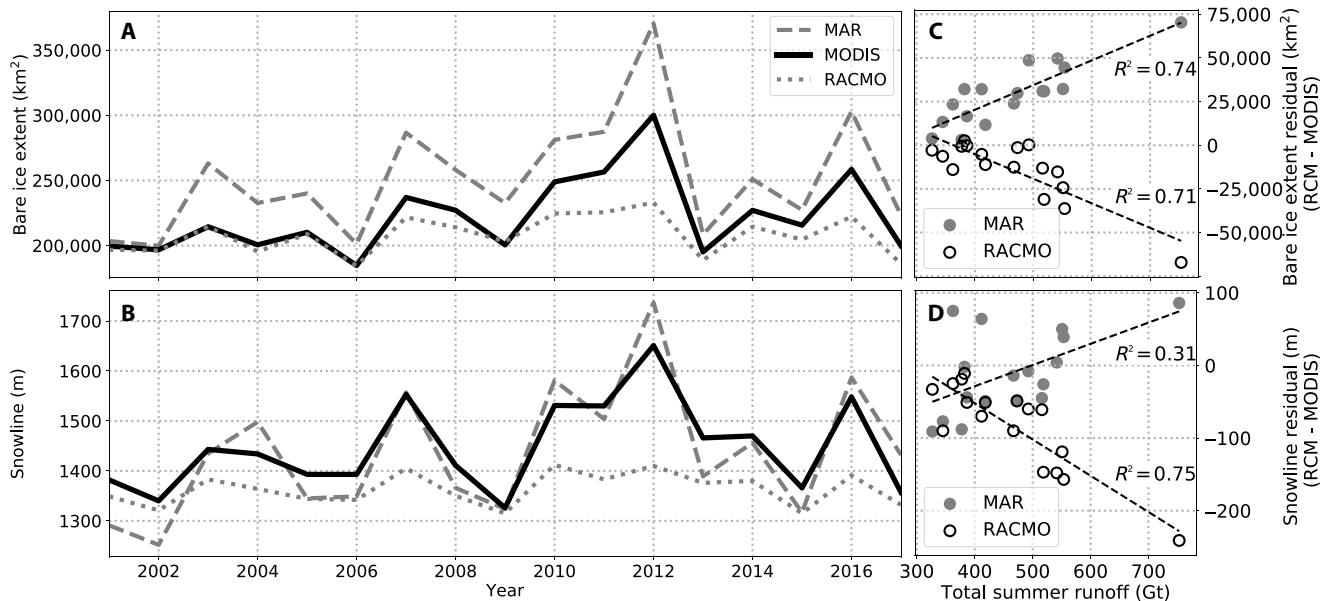 A
Bare ice extent (km²)
350,000
300,000
250,000
200,000
MAR
MODIS
RACMO
B
Snowline (m)
1700
1600
1500
1400
1300
2002
2004
2006
2008
2010
2012
2014
2016
Year
C
R² = 0.74
R² = 0.71
MAR
RACMO
75,000
50,000
25,000
0
−25,000
−50,000
Bare ice extent residual (km²)
(RCM - MODIS)
D
R² = 0.31
R² = 0.75
MAR
RACMO
100
0
−100
−200
Snowline residual (m)
(RCM - MODIS)
300
400
500
600
700
Total summer runoff (Gt)